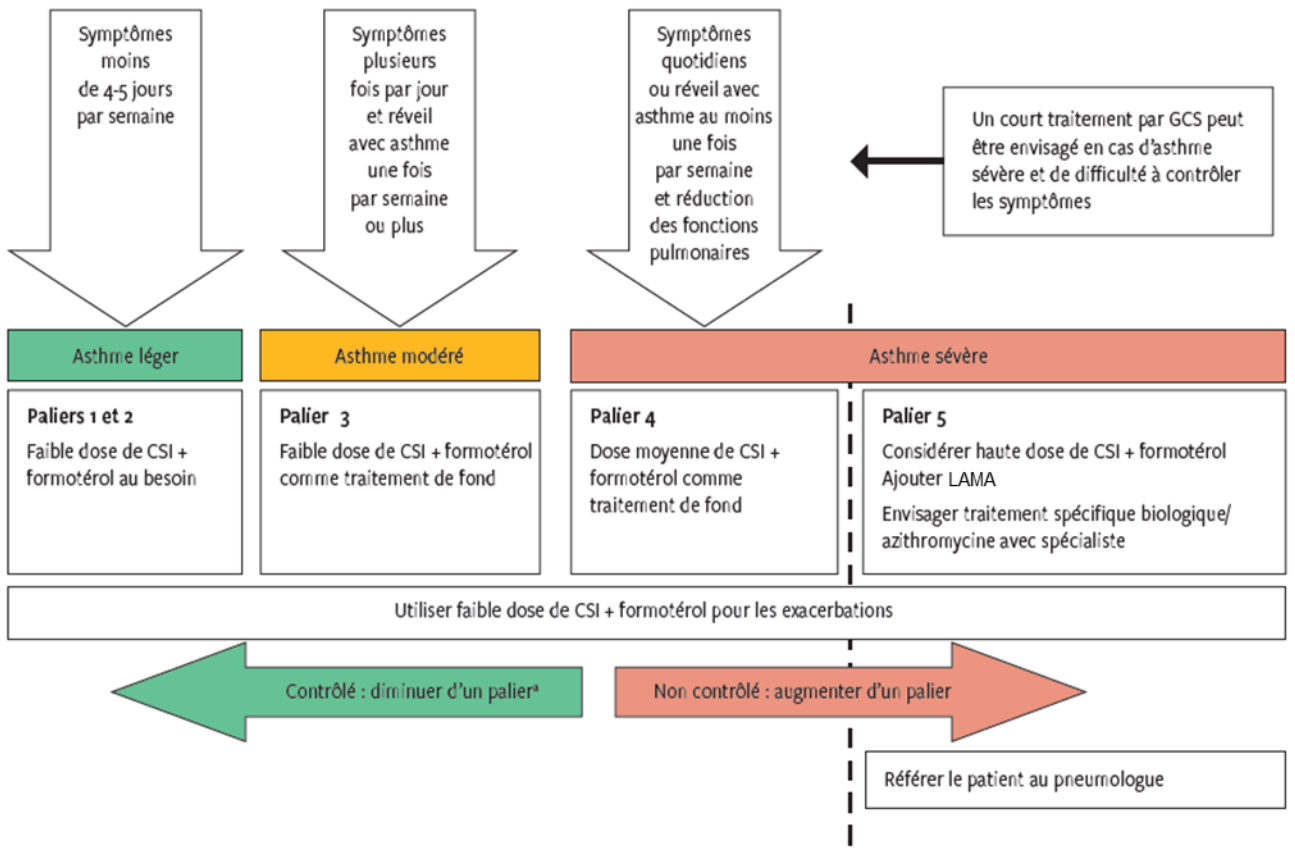 Symptômes
moins
de 4-5 jours
par semaine
Symptômes
plusieurs
fois par jour
et réveil
avec asthme
une fois
par semaine
ou plus
Symptômes
quotidiens
ou réveil avec
asthme au moins
une fois
par semaine
et réduction
des fonctions
pulmonaires
Un court traitement par GCS peut
être envisagé en cas d'asthme
sévère et de difficulté à contrôler
les symptômes
Asthme léger
Asthme modéré
Asthme sévère
Paliers 1 et 2
Faible dose de CSI +
formotérol au besoin
Palier 3
Faible dose de CSI + formotérol
comme traitement de fond
Palier 4
Dose moyenne de CSI +
formotérol comme
traitement de fond
Palier 5
Considérer haute dose de CSI + formotérol
Ajouter LAMA
Envisager traitement spécifique biologique/
azithromycine avec spécialiste
Utiliser faible dose de CSI + formotérol pour les exacerbations
Contrôlé : diminuer d'un palierª
Non contrôlé : augmenter d'un palier
Référer le patient au pneumologue